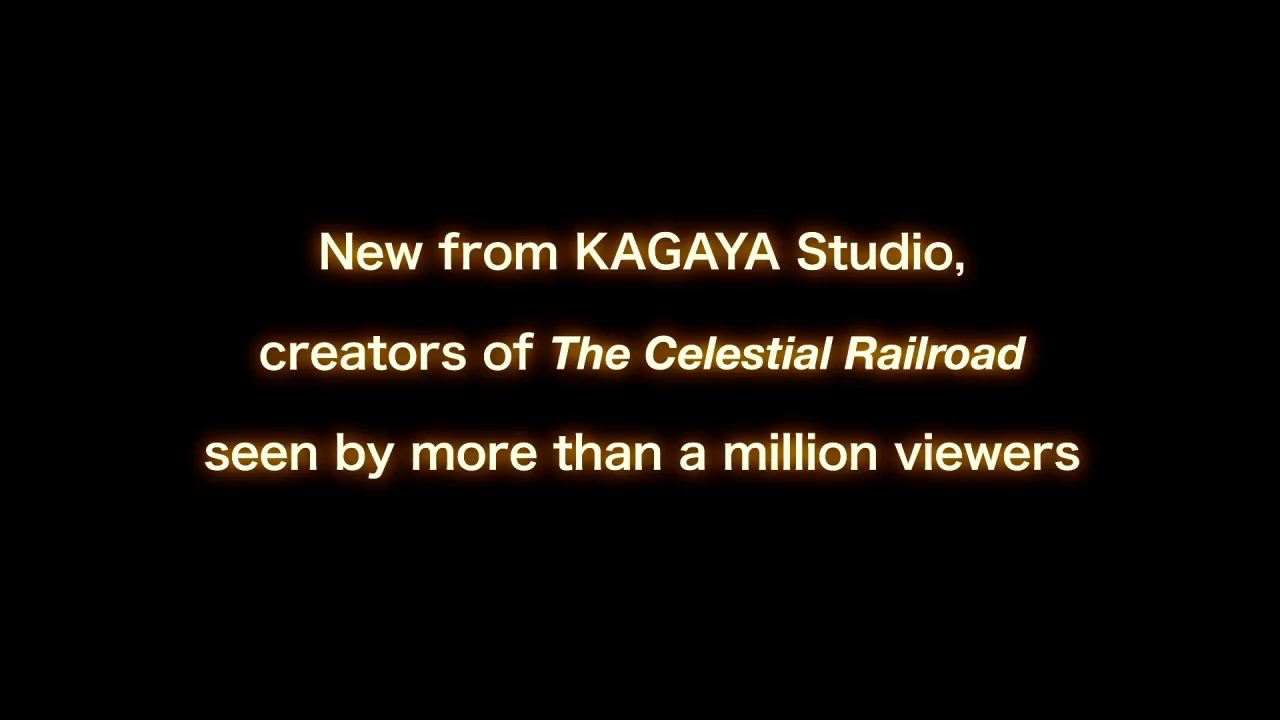 New from KAGAYA Studio,
creators of The Celestial Railroad
seen by more than a million viewers